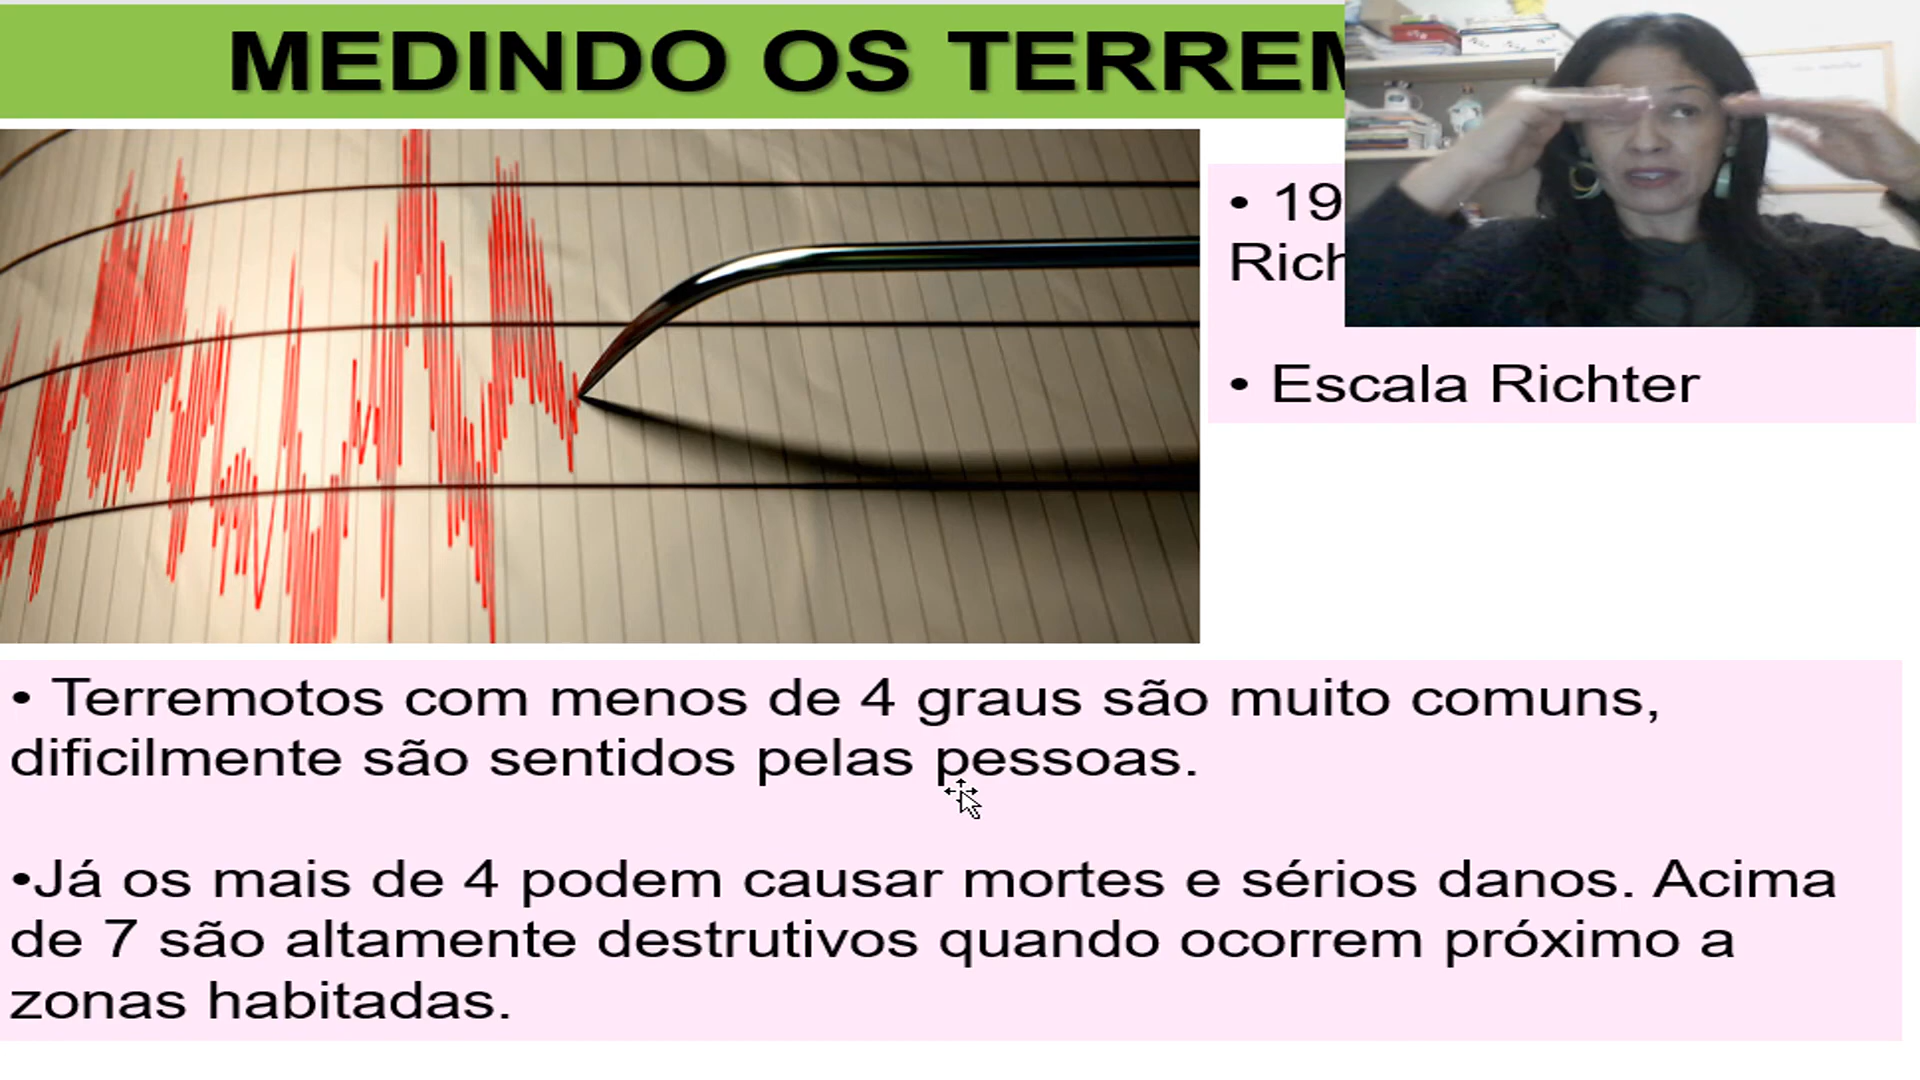 MEDINDO OS
• 19
• Escala Richter
• Terremotos com menos de 4 graus são muito comuns,
dificilmente são sentidos pelas pessoas.
•Já os mais de 4 podem causar mortes e sérios danos. Acima
de 7 são altamente destrutivos quando ocorrem próximo a
zonas habitadas.